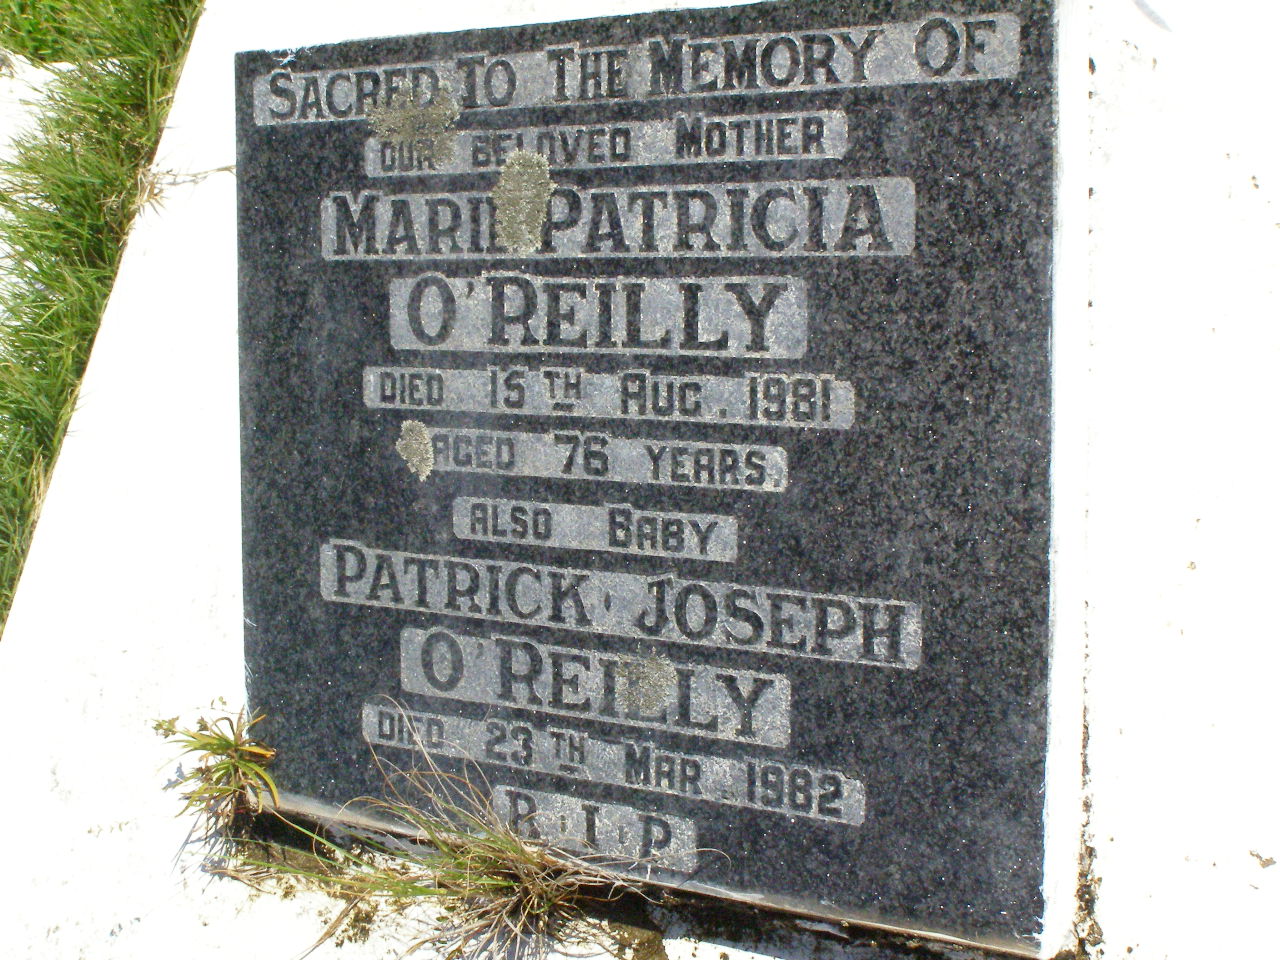 SACRED TO THE MEMORY OF
OUR BELOVED MOTHER
MARIE PATRICIA
O'REILLY
DIED 15TH AUG. 1981
AGED 76 YEARS.
ALSO BABY
PATRICK JOSEPH
O'REILLY
DIED 23TH MAR. 1982
R.I.P